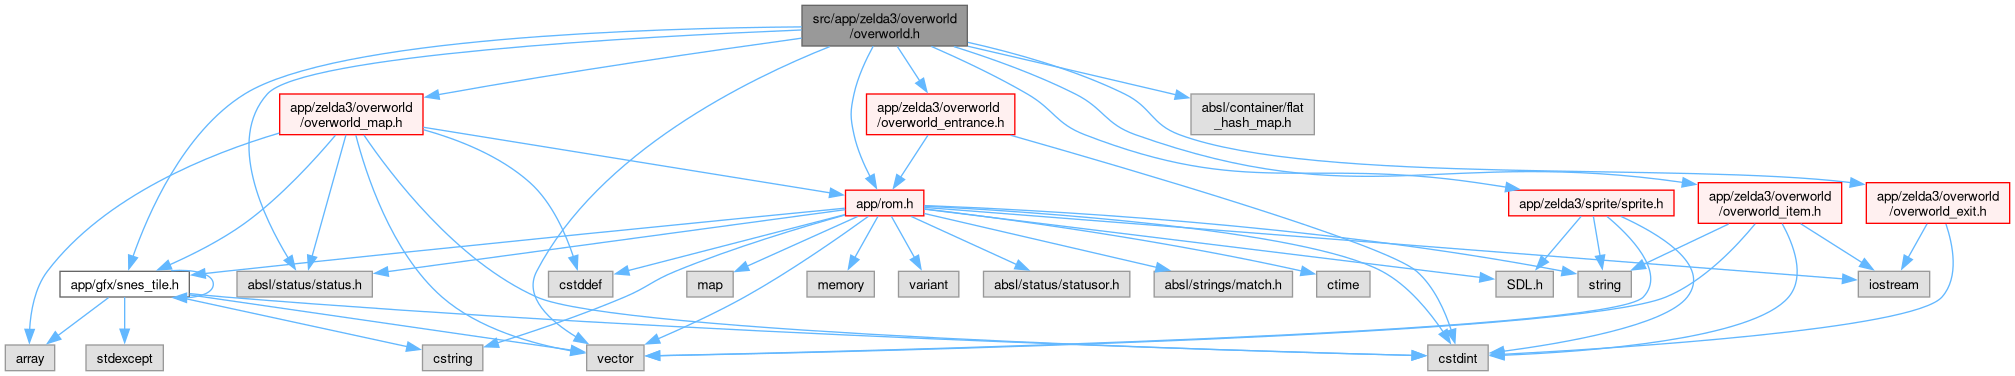 src/app/zelda3/overworld
/overworld.h
app/zelda3/overworld
/overworld_map.h
app/zelda3/overworld
/overworld_entrance.h
absl/container/flat
_hash_map.h
app/rom.h
app/zelda3/sprite/sprite.h
app/zelda3/overworld
/overworld_item.h
app/zelda3/overworld
/overworld_exit.h
app/gfx/snes_tile.h
absl/status/status.h
cstddef
map
memory
variant
absl/status/statusor.h
absl/strings/match.h
ctime
SDL.h
string
iostream
array
stdexcept
cstring
vector
cstdint